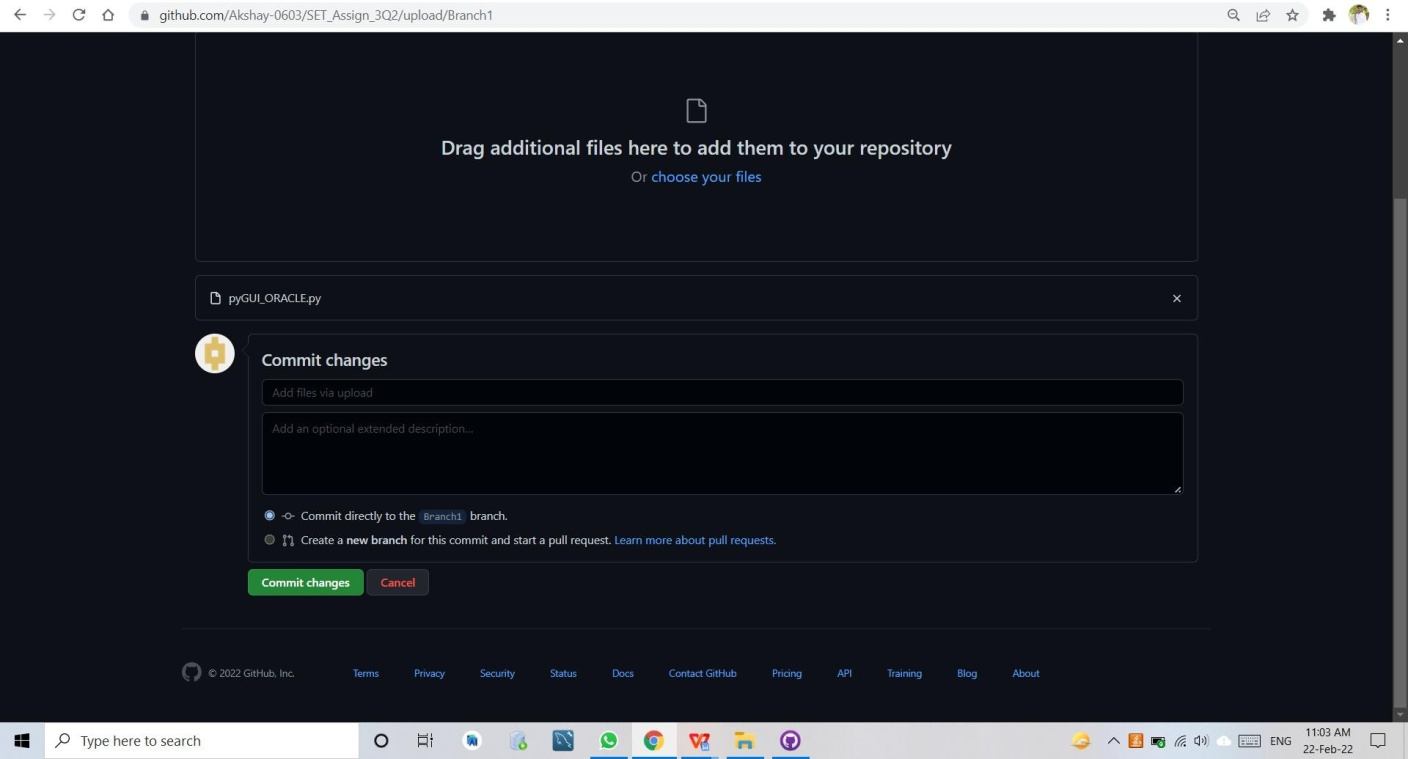 github.com/Akshay-0603/SET_Assign_3Q2/upload/Branch1
Drag additional files here to add them to your repository
Or choose your files
pyGUI_ORACLE.py
Commit changes
Add files via upload
Add an optional extended description...
Commit directly to the Branch1 branch.
Create a new branch for this commit and start a pull request. Learn more about pull requests.
Commit changes Cancel
© 2022 GitHub, Inc. Terms Privacy Security Status Docs Contact GitHub Pricing API Training Blog About
Type here to search
ENG
11:03 AM
22-Feb-22